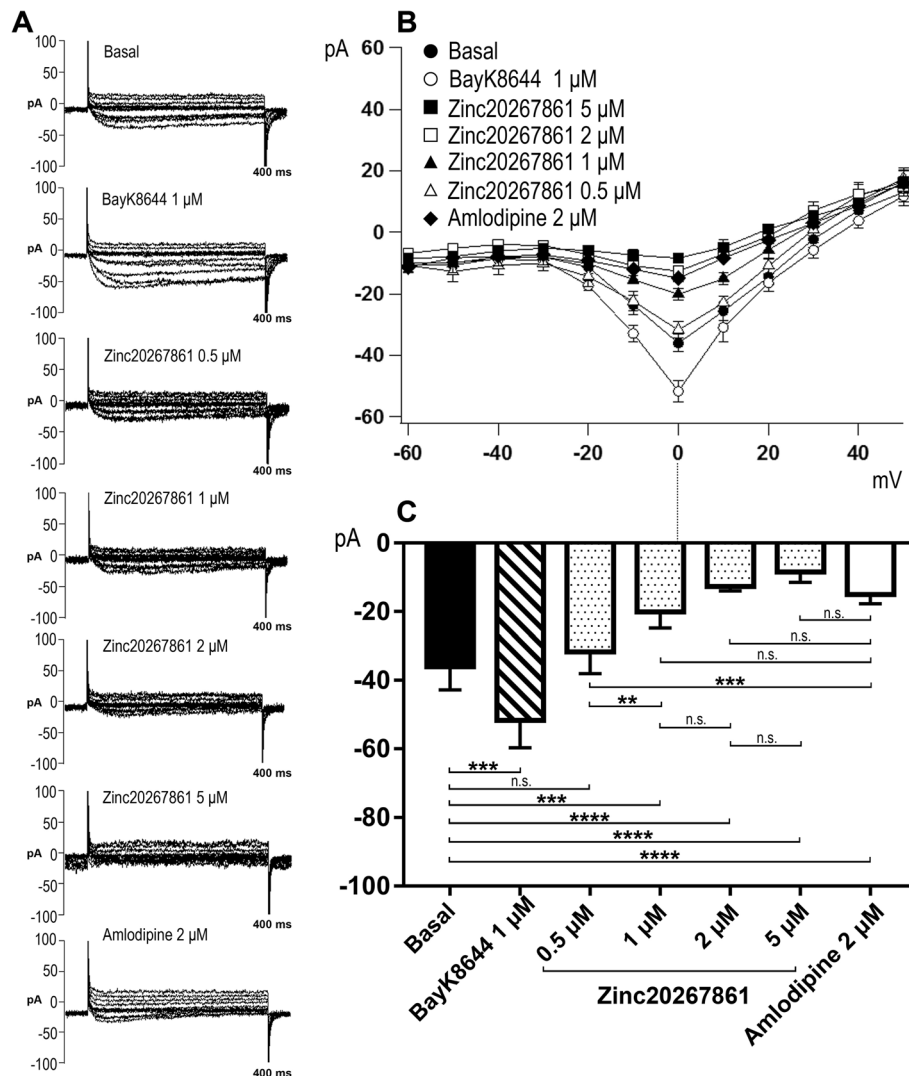 A
100
50
pA 0
-50
-100
Basal
400 ms
100
50
pA 0
-50
-100
BayK8644 1 µM
400 ms
100
50
pA 0
-50
-100
Zinc20267861 0.5 µM
400 ms
100
50
pA 0
-50
-100
Zinc20267861 1 µM
400 ms
100
50
pA 0
-50
-100
Zinc20267861 2 µM
400 ms
100
50
pA 0
-50
-100
Zinc20267861 5 µM
400 ms
100
50
pA 0
-50
-100
Amlodipine 2 µM
400 ms
B
pA
60
40
20
0
-20
-40
-60
Basal
BayK8644 1 µM
Zinc20267861 5 µM
Zinc20267861 2 µM
Zinc20267861 1 µM
Zinc20267861 0.5 µM
Amlodipine 2 µM
-60 -40 -20 0 20 40
mV
C
pA
0
-20
-40
-60
-80
-100
n.s.
n.s.
n.s.
***
**
n.s.
n.s.
***
n.s.
***
****
****
****
Basal
BayK8644 1 µM
0.5 µM
1 µM
2 µM
5 µM
Amlodipine 2 µM
Zinc20267861